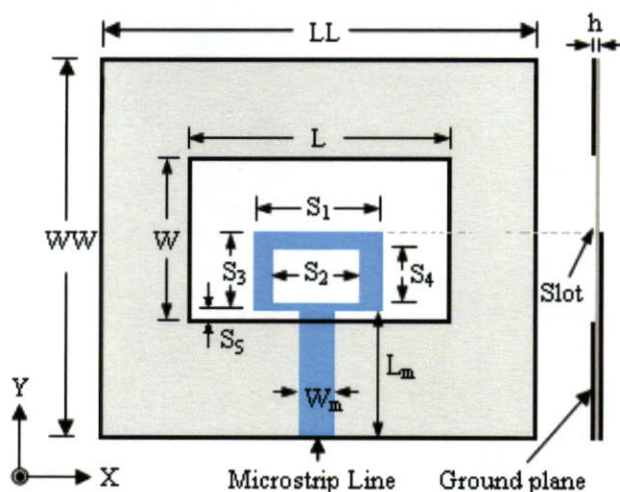 LL
h
L
S₁
WW
W
S₃
S₂
S₄
Slot
S₅
Lₘ
Wₘ
Y
X
Microstrip Line
Ground plane